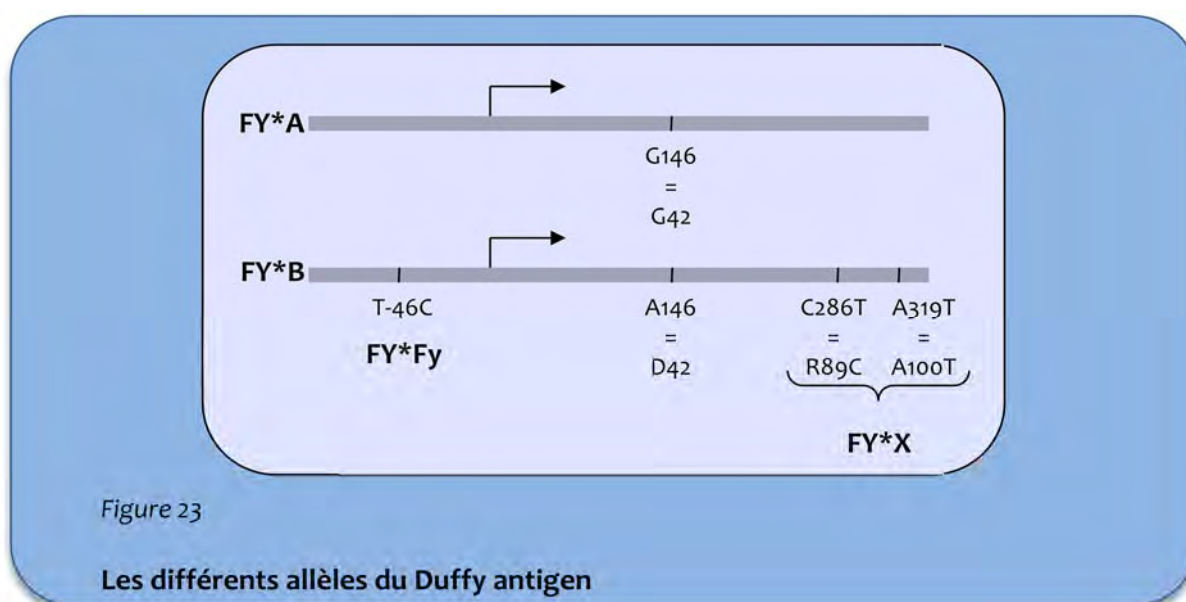 FY*A
G146
=
G42
FY*B
T-46C A146 C286T A319T
= = =
FY*Fy D42 R89C A100T
FY*X
Figure 23
Les différents allèles du Duffy antigen